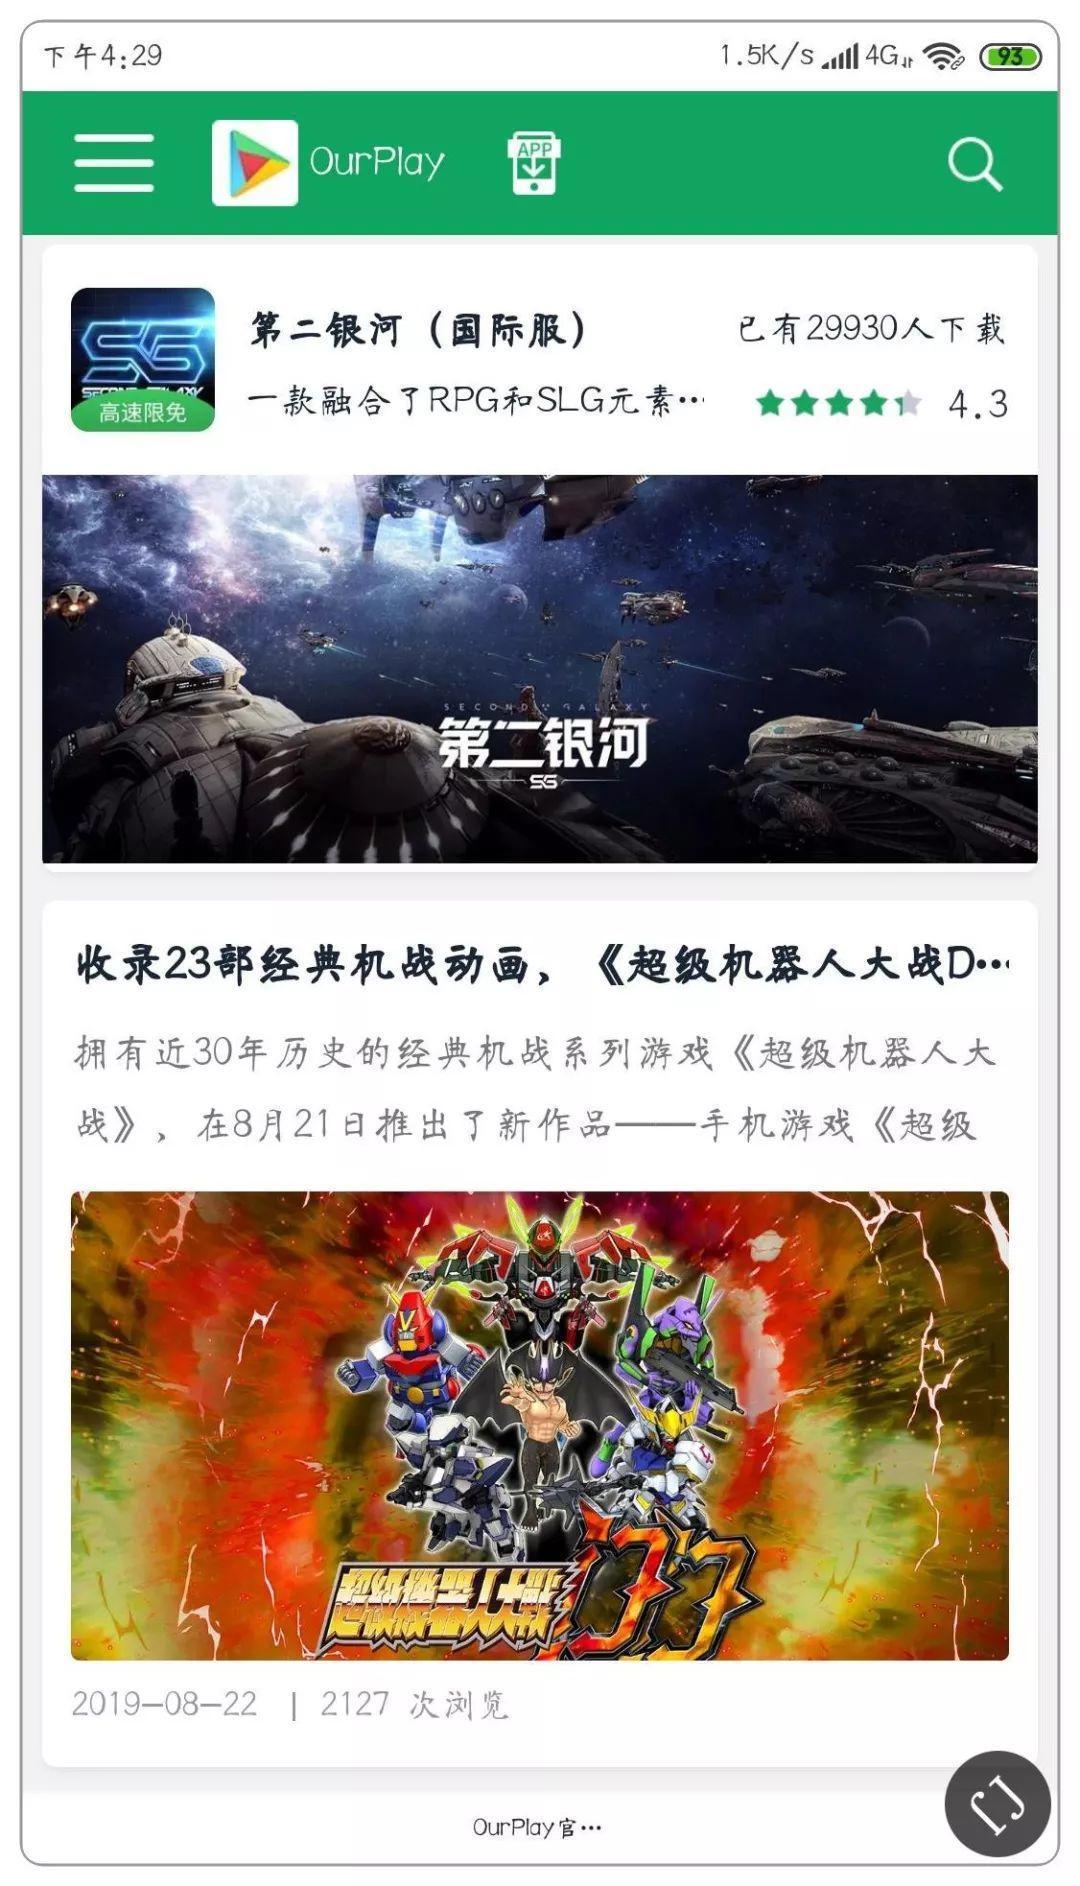 下午4:29
1.5K/s 4G 93
OurPlay
APP
第二银河（国际服）
已有29930人下载
SG
SECOND GALAXY
高速限免
一款融合了RPG和SLG元素…
4.3
SECOND GALAXY
第二银河
SG
收录23部经典机战动画，《超级机器人大战D…
拥有近30年历史的经典机战系列游戏《超级机器人大
战》，在8月21日推出了新作品——手机游戏《超级
超級機器人大戰DD
2019-08-22 | 2127 次浏览
OurPlay官…